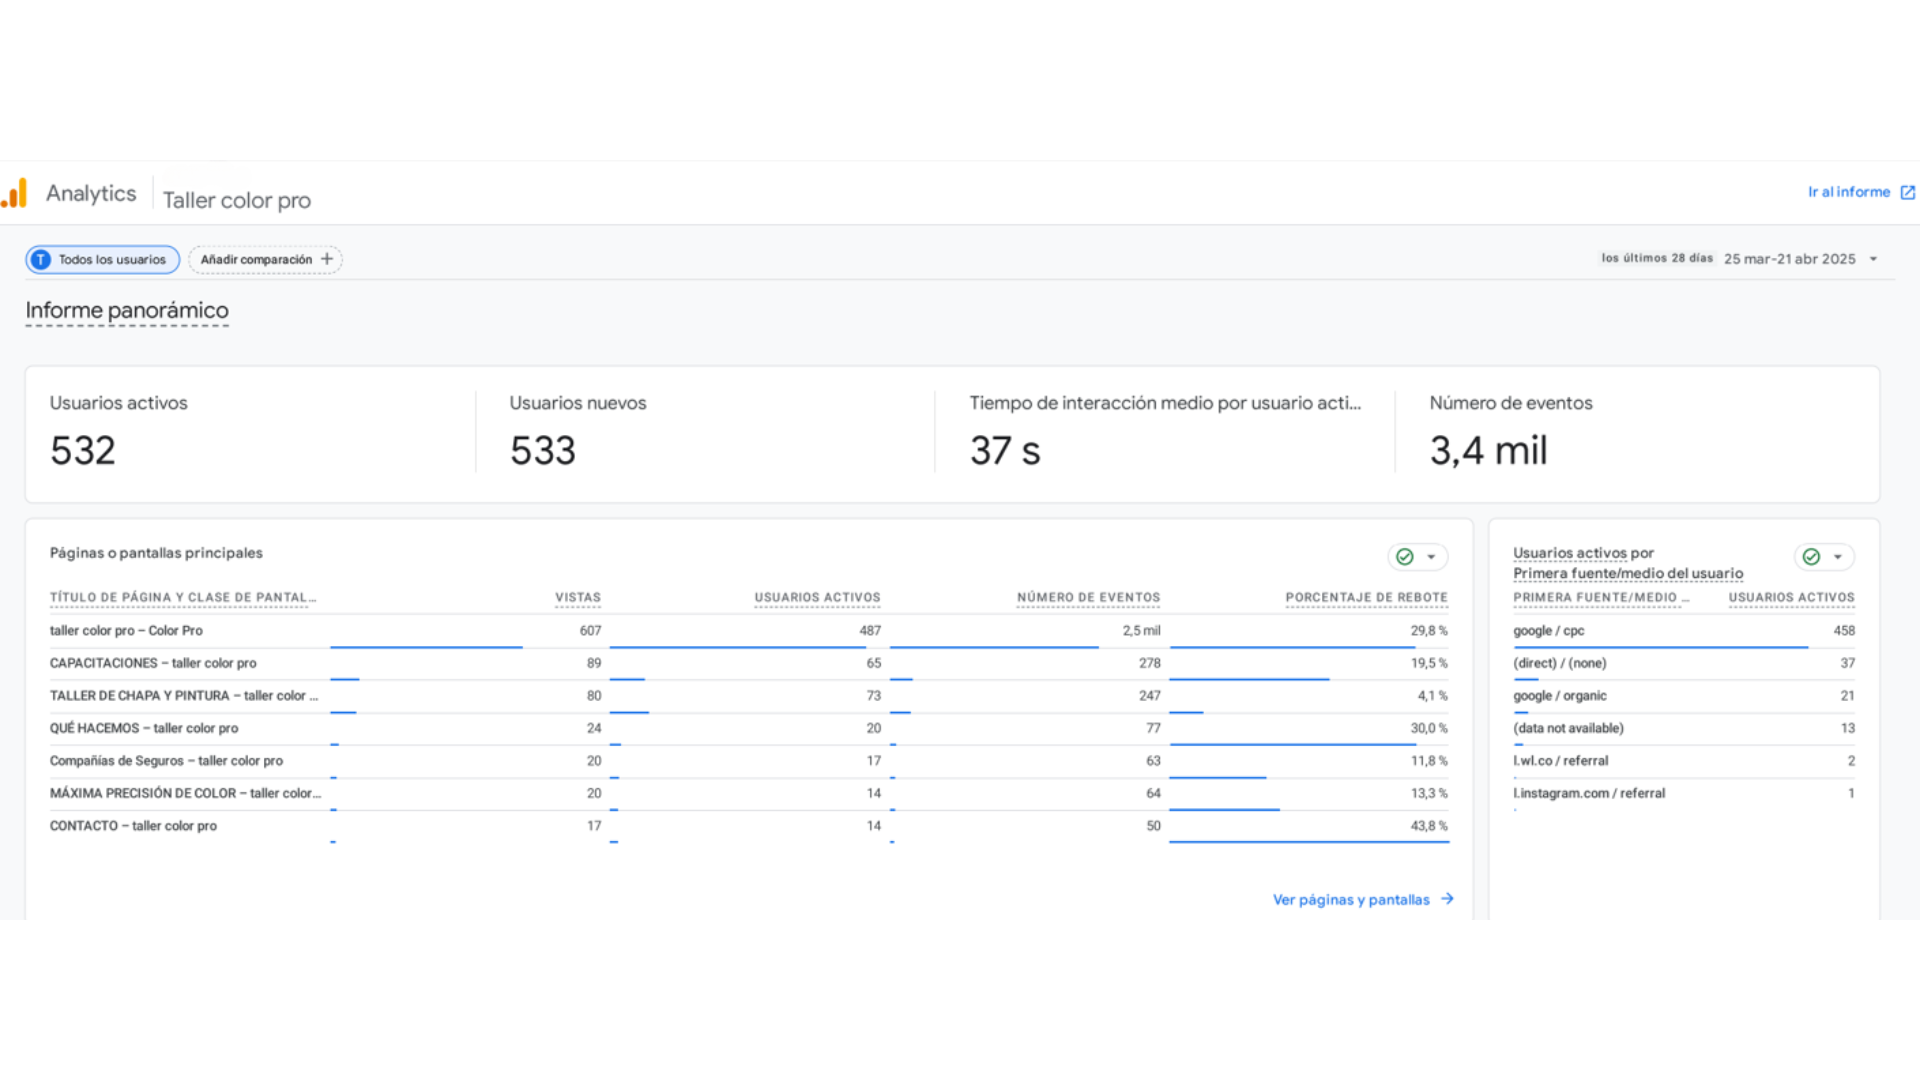 Analytics
Taller color pro
Ir al informe
T Todos los usuarios
Añadir comparación +
los últimos 28 días 25 mar-21 abr 2025
Informe panorámico
Usuarios activos
532
Usuarios nuevos
533
Tiempo de interacción medio por usuario acti...
37 s
Número de eventos
3,4 mil
Páginas o pantallas principales
TÍTULO DE PÁGINA Y CLASE DE PANTAL... VISTAS USUARIOS ACTIVOS NÚMERO DE EVENTOS PORCENTAJE DE REBOTE
taller color pro – Color Pro 607 487 2,5 mil 29,8 %
CAPACITACIONES – taller color pro 89 65 278 19,5 %
TALLER DE CHAPA Y PINTURA – taller color ... 80 73 247 4,1 %
QUÉ HACEMOS – taller color pro 24 20 77 30,0 %
Compañías de Seguros – taller color pro 20 17 63 11,8 %
MÁXIMA PRECISIÓN DE COLOR – taller color... 20 14 64 13,3 %
CONTACTO – taller color pro 17 14 50 43,8 %
Ver páginas y pantallas →
Usuarios activos por
Primera fuente/medio del usuario
PRIMERA FUENTE/MEDIO ... USUARIOS ACTIVOS
google / cpc 458
(direct) / (none) 37
google / organic 21
(data not available) 13
l.wl.co / referral 2
l.instagram.com / referral 1